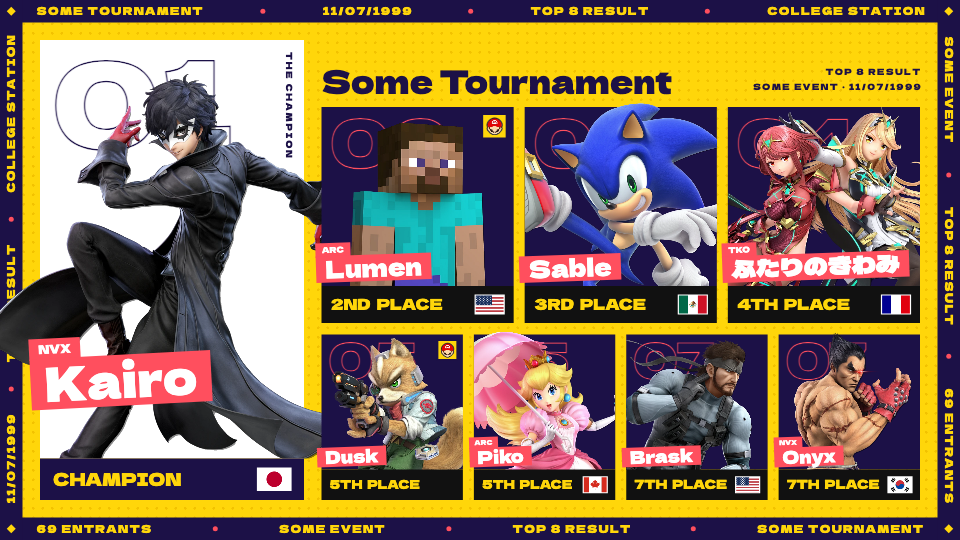 SOME TOURNAMENT
11/07/1999
TOP 8 RESULT
COLLEGE STATION
COLLEGE STATION
11/07/1999
SOME EVENT
TOP 8 RESULT
69 ENTRANTS
01
THE CHAMPION
NVX
Kairo
CHAMPION
Some Tournament
TOP 8 RESULT
SOME EVENT · 11/07/1999
ARC
Lumen
2ND PLACE
Sable
3RD PLACE
TKO
ふたりのきわみ
4TH PLACE
Dusk
5TH PLACE
ARC
Piko
5TH PLACE
07
Brask
7TH PLACE
07
NVX
Onyx
7TH PLACE
69 ENTRANTS
SOME EVENT
TOP 8 RESULT
SOME TOURNAMENT